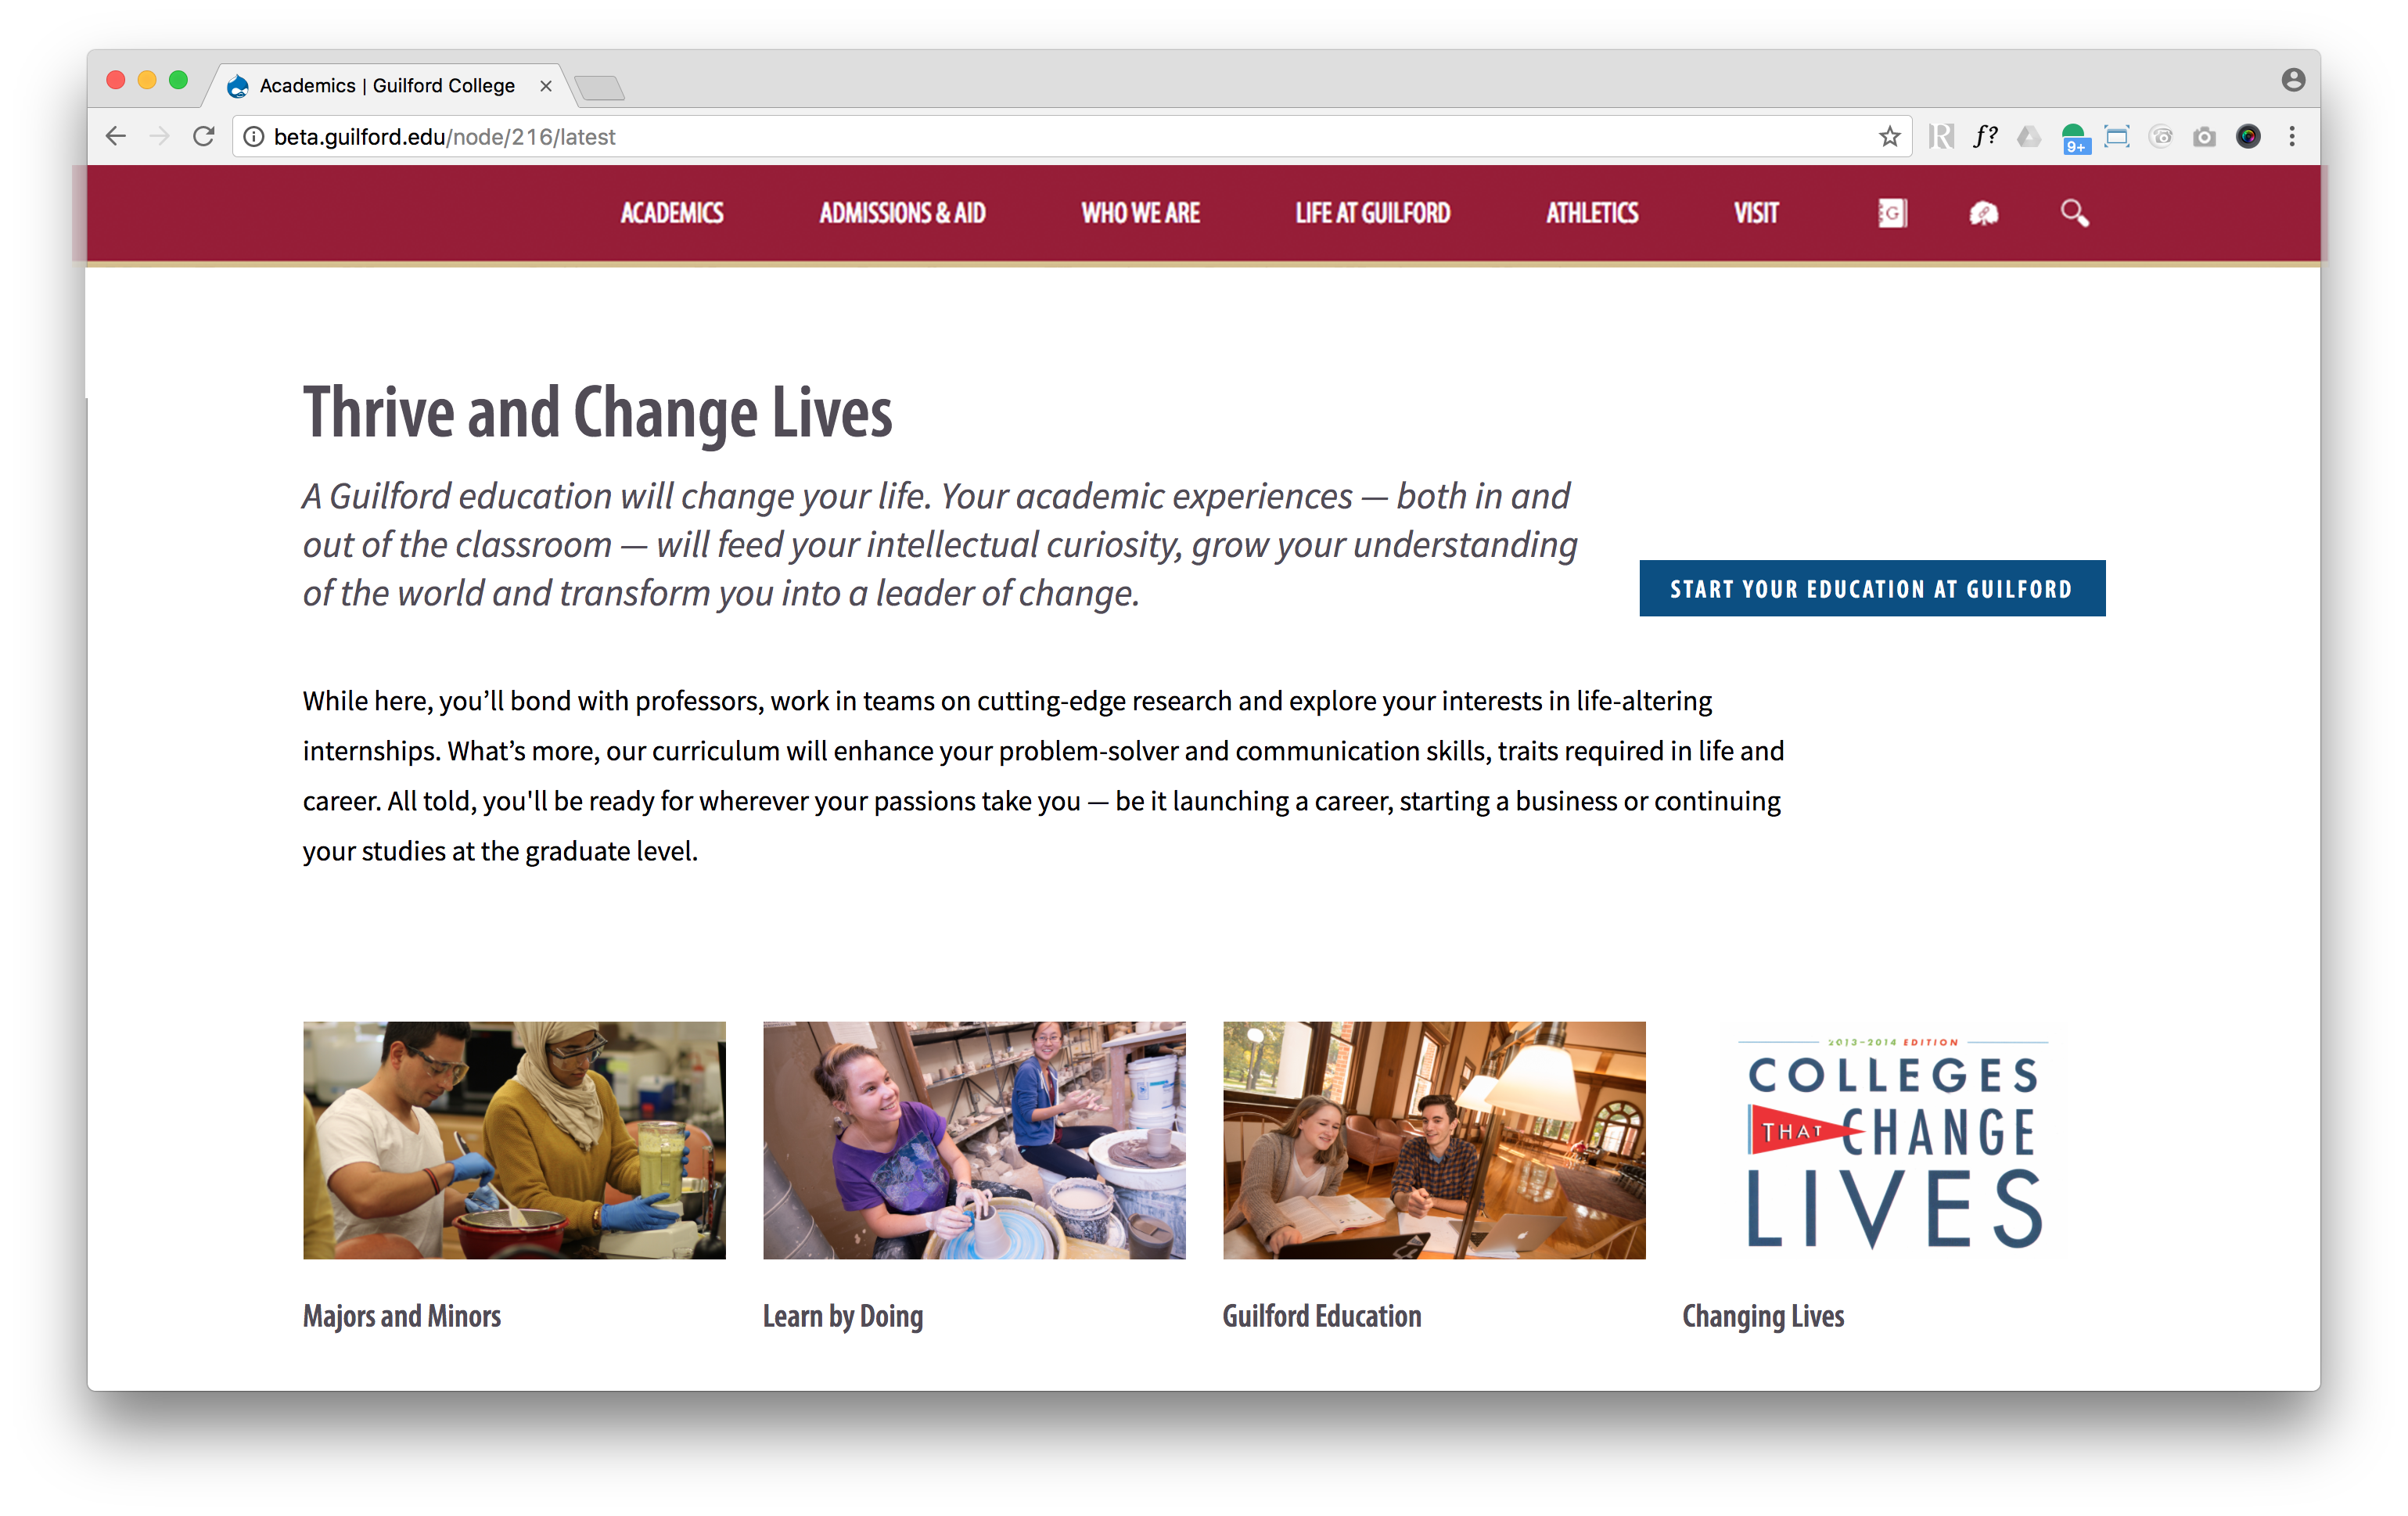 Academics | Guilford College
beta.guilford.edu/node/216/latest
9+
ACADEMICS
ADMISSIONS & AID
WHO WE ARE
LIFE AT GUILFORD
ATHLETICS
VISIT
G
Thrive and Change Lives
A Guilford education will change your life. Your academic experiences — both in and
out of the classroom — will feed your intellectual curiosity, grow your understanding
of the world and transform you into a leader of change.
START YOUR EDUCATION AT GUILFORD
While here, you’ll bond with professors, work in teams on cutting-edge research and explore your interests in life-altering
internships. What’s more, our curriculum will enhance your problem-solver and communication skills, traits required in life and
career. All told, you'll be ready for wherever your passions take you — be it launching a career, starting a business or continuing
your studies at the graduate level.
2013-2014 EDITION
COLLEGES
THAT CHANGE
LIVES
Majors and Minors
Learn by Doing
Guilford Education
Changing Lives